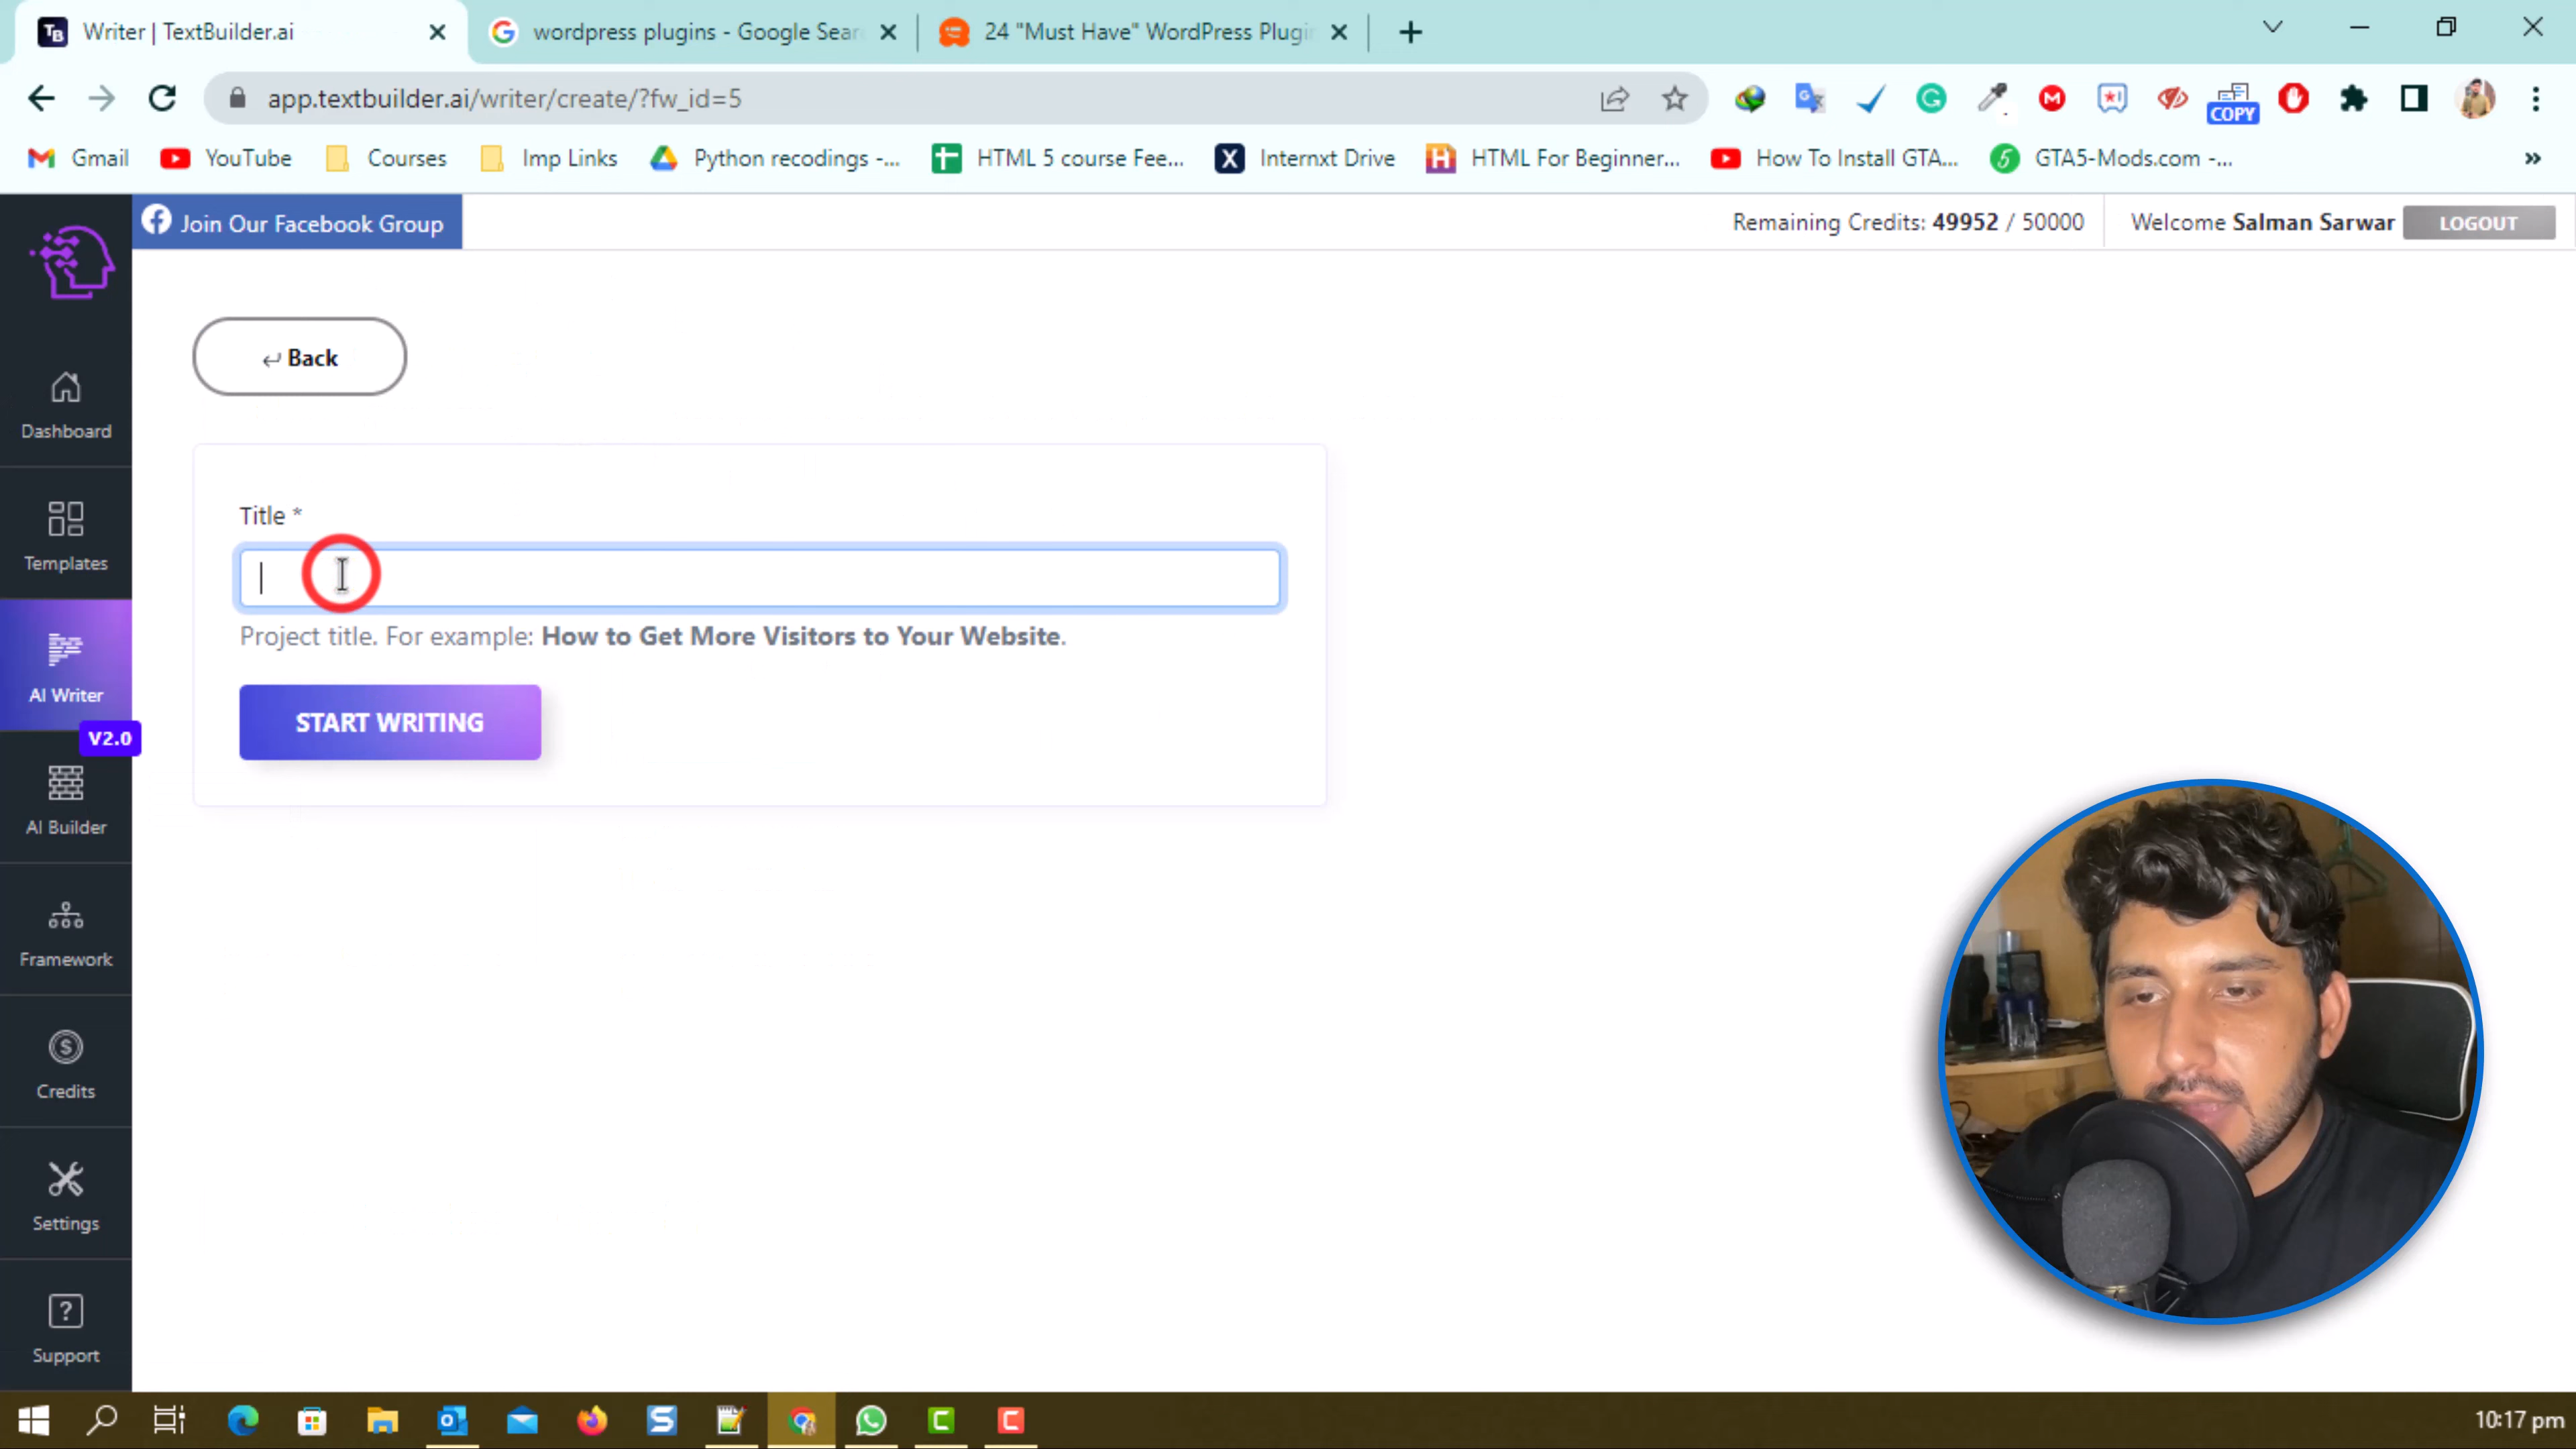 Writer | TextBuilder.ai
wordpress plugins - Google Sear
24 "Must Have" WordPress Plugin
app.textbuilder.ai/writer/create/?fw_id=5
COPY
Gmail
YouTube
Courses
Imp Links
Python recodings -...
HTML 5 course Fee...
Internxt Drive
HTML For Beginner...
How To Install GTA...
GTA5-Mods.com -...
»
Join Our Facebook Group
Remaining Credits: 49952 / 50000
Welcome Salman Sarwar
LOGOUT
Back
Dashboard
Templates
AI Writer
V2.0
AI Builder
Framework
Credits
Settings
Support
Title *
Project title. For example: How to Get More Visitors to Your Website.
START WRITING
10:17 pm